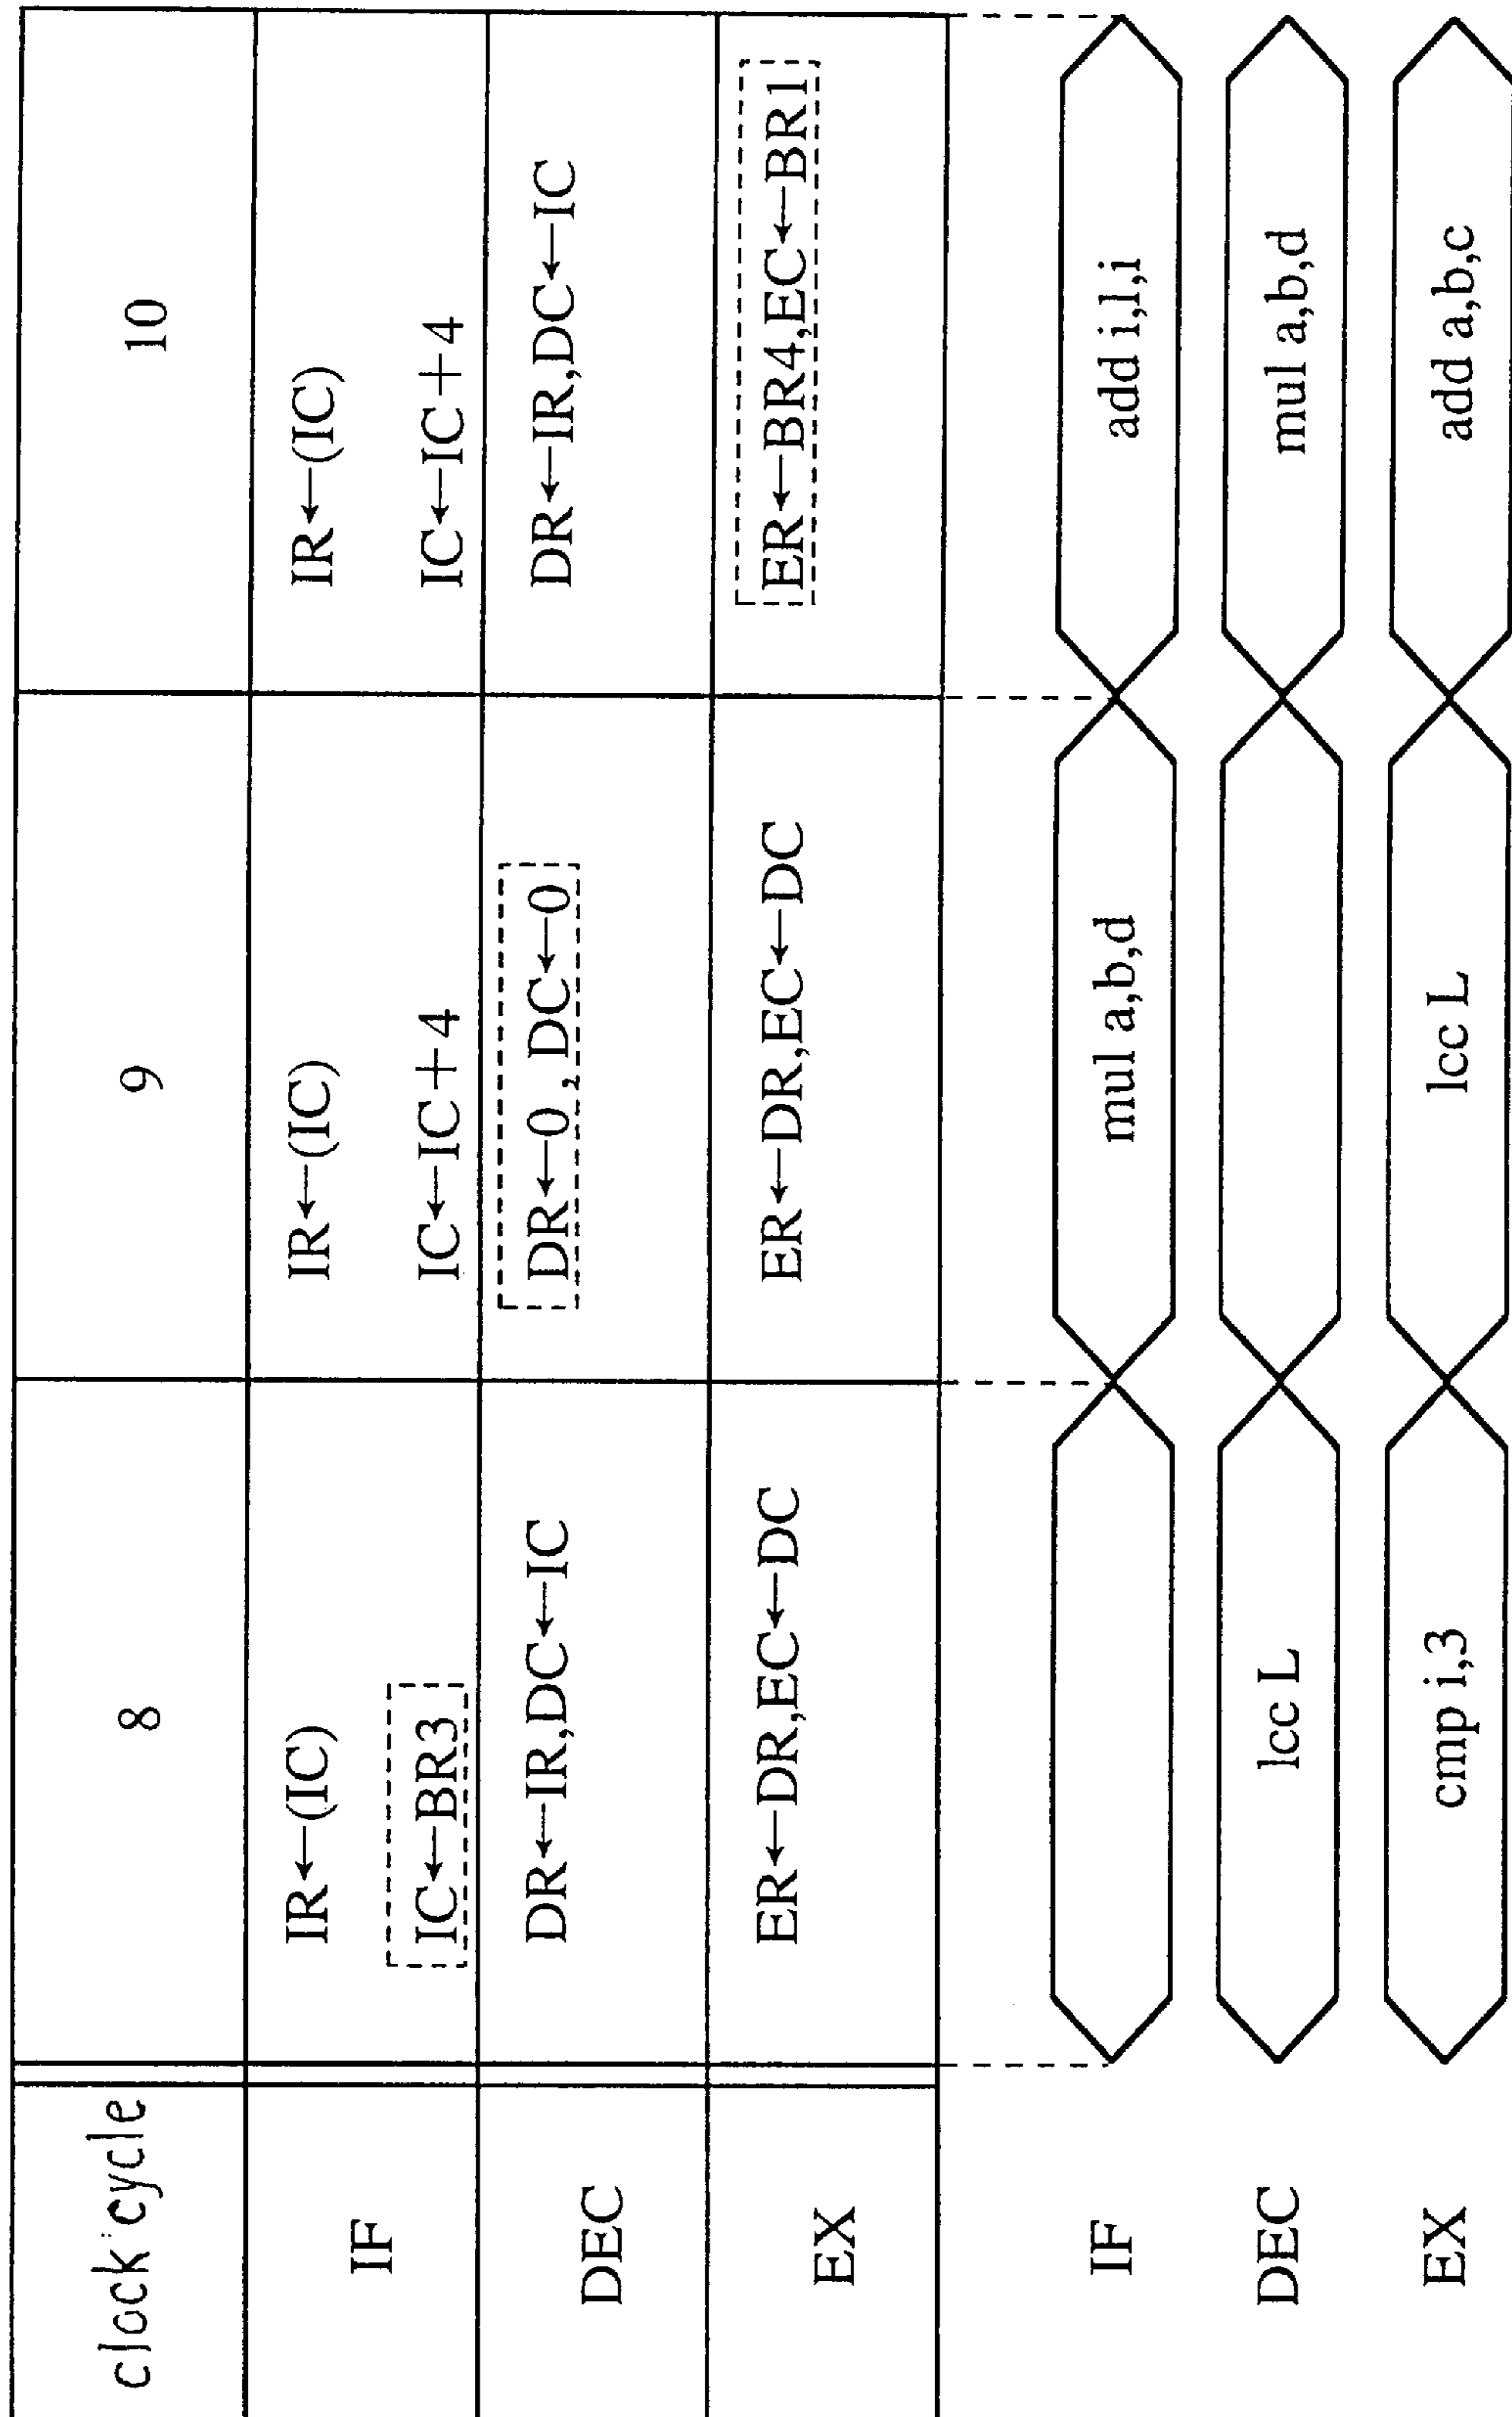 clock cycle 8 9 10
IF IR←(IC) IR←(IC) IR←(IC)
IC←BR3 IC←IC+4 IC←IC+4
DEC DR←IR,DC←IC DR←0,DC←0 DR←IR,DC←IC
EX ER←DR,EC←DC ER←DR,EC←DC ER←BR4,EC←BR1
IF mul a,b,d add i,l,i
DEC lcc L mul a,b,d
EX cmp i,3 lcc L add a,b,c